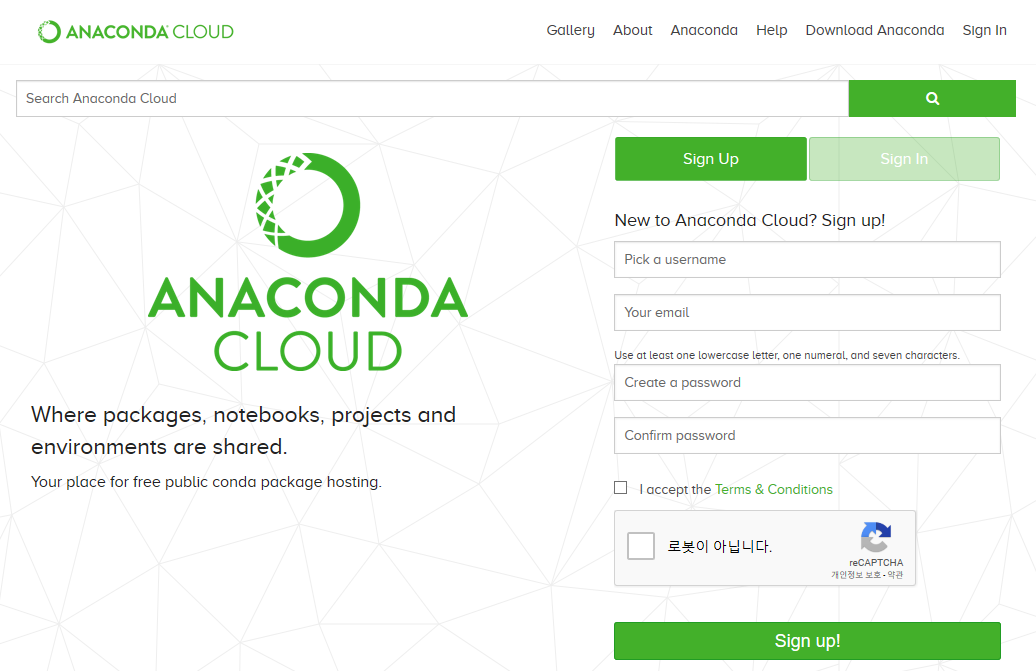 ANACONDA CLOUD
Gallery About Anaconda Help Download Anaconda Sign In
Search Anaconda Cloud
ANACONDA
CLOUD
Where packages, notebooks, projects and
environments are shared.
Your place for free public conda package hosting.
Sign Up Sign In
New to Anaconda Cloud? Sign up!
Pick a username
Your email
Use at least one lowercase letter, one numeral, and seven characters.
Create a password
Confirm password
I accept the Terms & Conditions
로봇이 아닙니다.
reCAPTCHA
개인정보 보호 - 약관
Sign up!